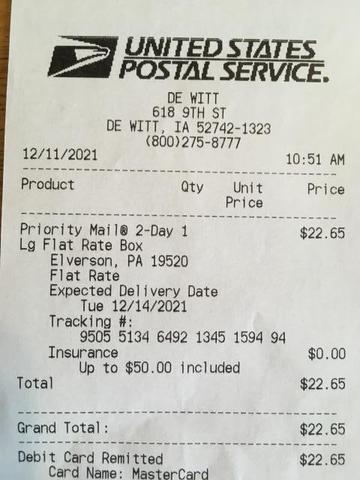 UNITED STATES
POSTAL SERVICE.
DE WITT
618 9TH ST
DE WITT, IA 52742-1323
(800)275-8777
12/11/2021 10:51 AM
Product Qty Unit Price
Price
Priority Mail® 2-Day 1 $22.65
Lg Flat Rate Box
Elverson, PA 19520
Flat Rate
Expected Delivery Date
Tue 12/14/2021
Tracking #:
9505 5134 6492 1345 1594 94
Insurance $0.00
Up to $50.00 included
Total $22.65
Grand Total: $22.65
Debit Card Remitted $22.65
Card Name: MasterCard